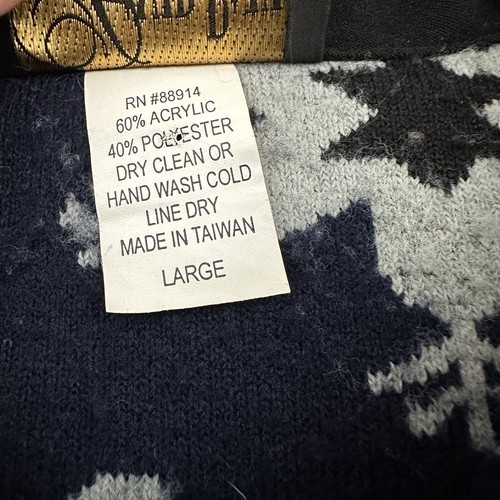 RN #88914
60% ACRYLIC
40% POLYESTER
DRY CLEAN OR
HAND WASH COLD
LINE DRY
MADE IN TAIWAN
LARGE